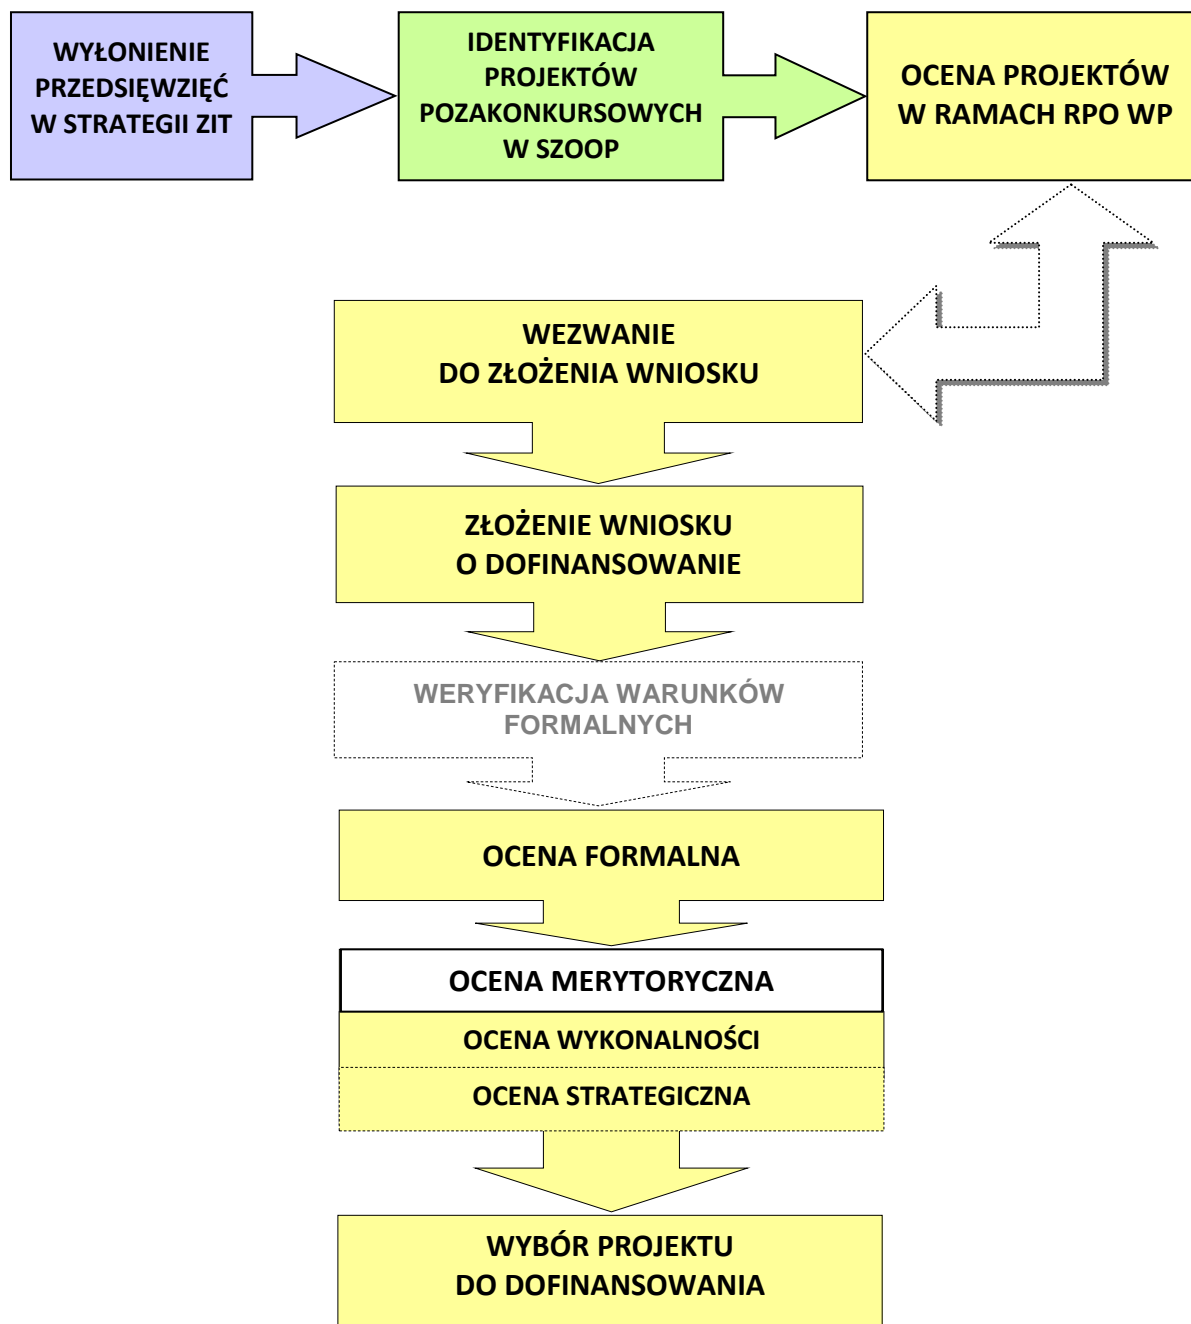 WYŁONIENIE
PRZEDSIĘWZIĘĆ
W STRATEGII ZIT
IDENTYFIKACJA
PROJEKTÓW
POZAKONKURSOWYCH
W SZOOP
OCENA PROJEKTÓW
W RAMACH RPO WP
WEZWANIE
DO ZŁOŻENIA WNIOSKU
ZŁOŻENIE WNIOSKU
O DOFINANSOWANIE
WERYFIKACJA WARUNKÓW
FORMALNYCH
OCENA FORMALNA
OCENA MERYTORYCZNA
OCENA WYKONALNOŚCI
OCENA STRATEGICZNA
WYBÓR PROJEKTU
DO DOFINANSOWANIA